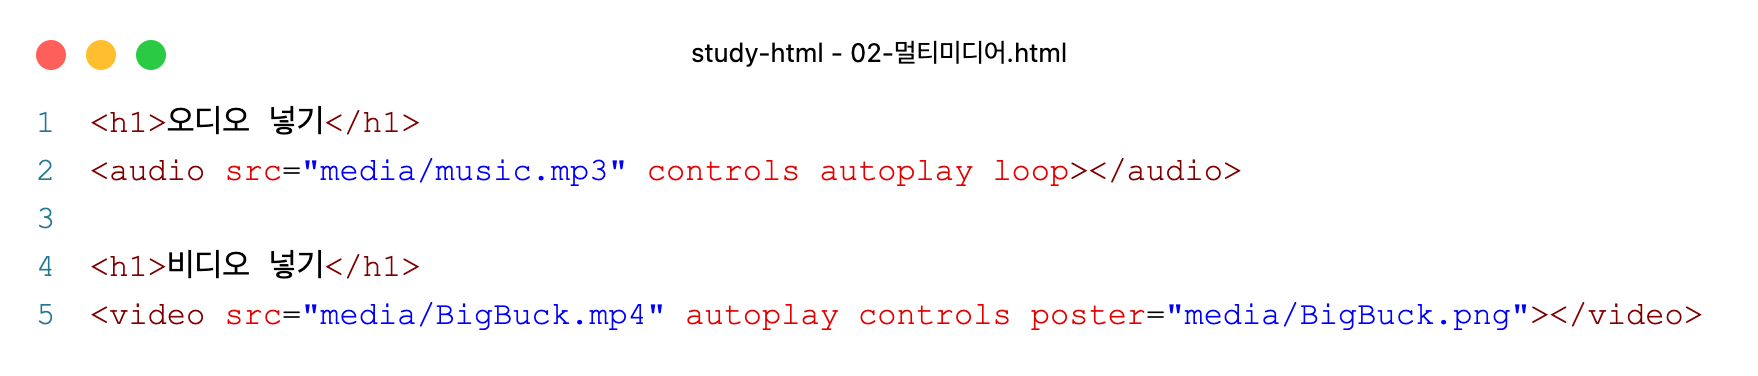 study-html - 02-멀티미디어.html
1 <h1>오디오 넣기</h1>
2 <audio src="media/music.mp3" controls autoplay loop></audio>
3
4 <h1>비디오 넣기</h1>
5 <video src="media/BigBuck.mp4" autoplay controls poster="media/BigBuck.png"></video>